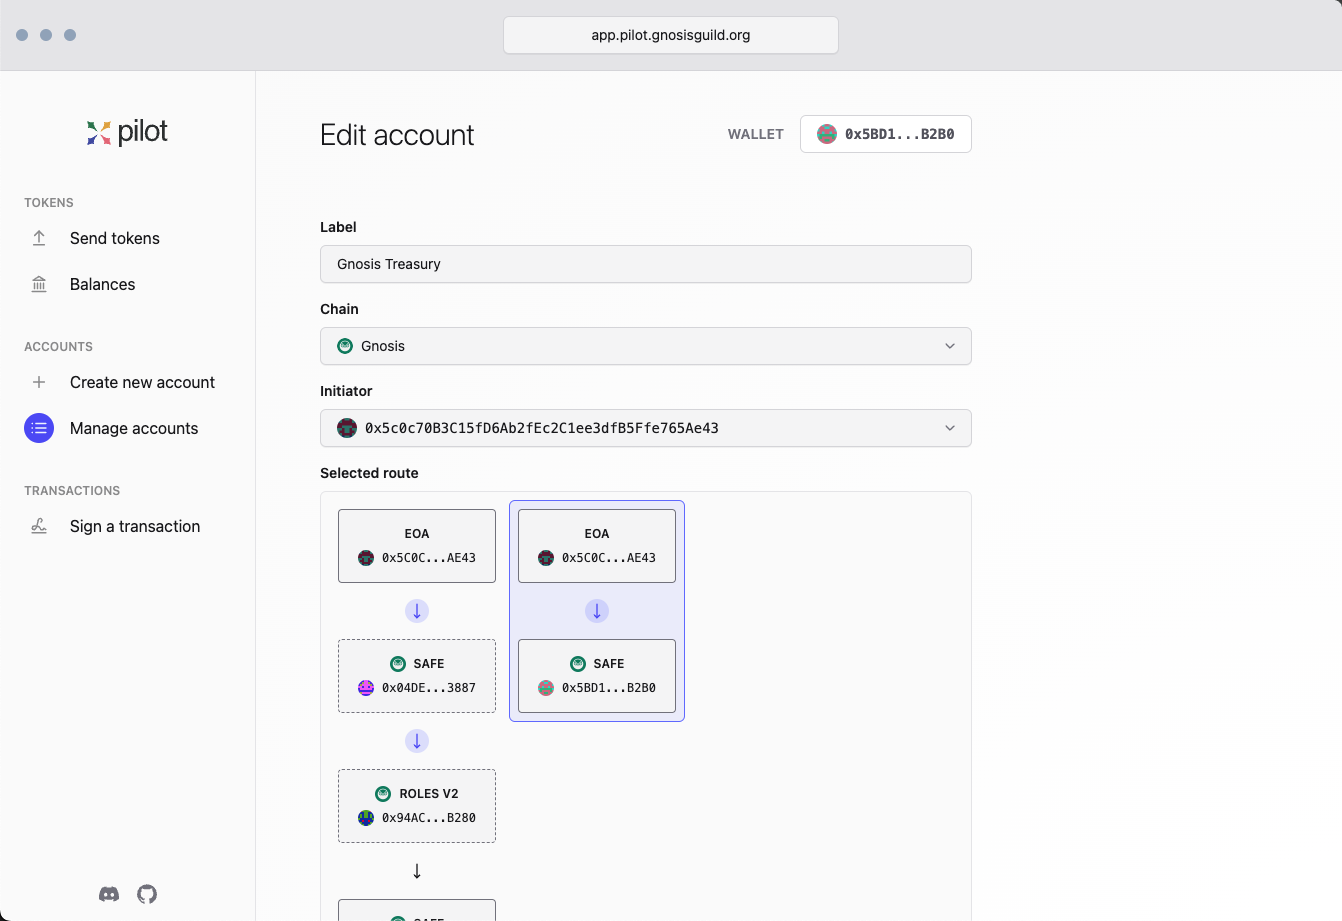 app.pilot.gnosisguild.org
pilot
TOKENS
Send tokens
Balances
ACCOUNTS
Create new account
Manage accounts
TRANSACTIONS
Sign a transaction
Edit account
WALLET
0x5BD1...B2B0
Label
Gnosis Treasury
Chain
Gnosis
Initiator
0x5c0c70B3C15fD6Ab2fEc2C1ee3dfB5Ffe765Ae43
Selected route
EOA
0x5C0C...AE43
SAFE
0x04DE...3887
ROLES V2
0x94AC...B280
SAFE
EOA
0x5C0C...AE43
SAFE
0x5BD1...B2B0